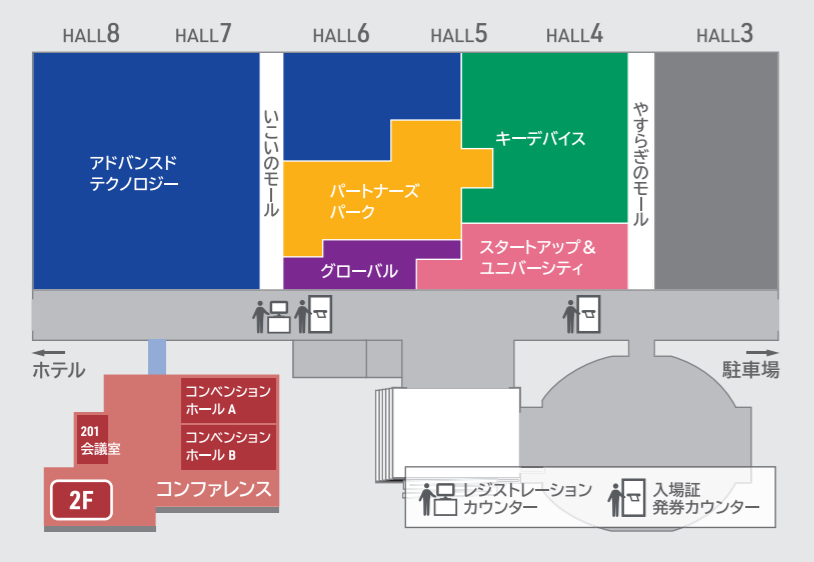 HALL8 HALL7 HALL6 HALL5 HALL4 HALL3
いこいのモール
やすらぎのモール
アドバンスド
テクノロジー
キーデバイス
パートナーズ
パーク
グローバル
スタートアップ&
ユニバーシティ
ホテル
駐車場
コンベンション
ホールA
201
会議室
コンベンション
ホールB
2F
コンファレンス
レジストレーション
カウンター
入場証
発券カウンター